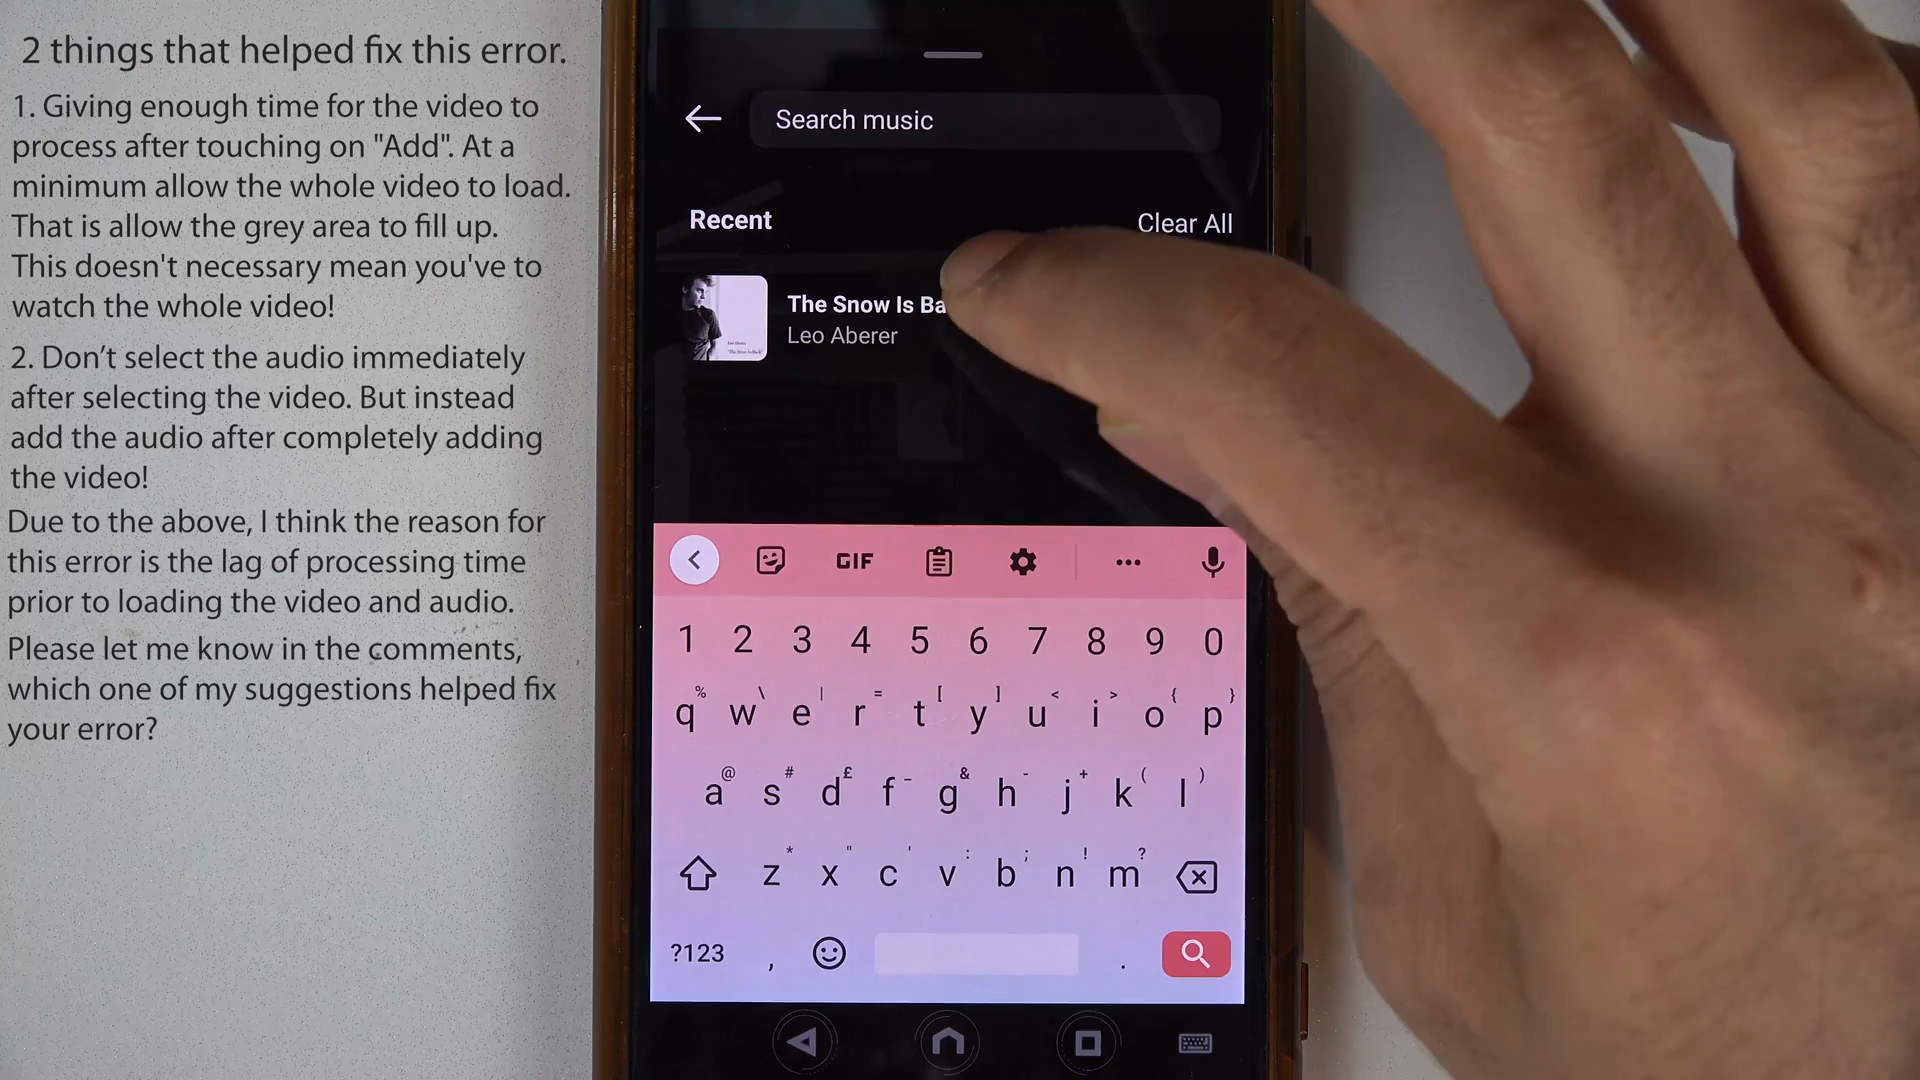 2 things that helped fix this error.
1. Giving enough time for the video to
process after touching on "Add". At a
minimum allow the whole video to load.
That is allow the grey area to fill up.
This doesn't necessary mean you've to
watch the whole video!
2. Don’t select the audio immediately
after selecting the video. But instead
add the audio after completely adding
the video!
Due to the above, I think the reason for
this error is the lag of processing time
prior to loading the video and audio.
Please let me know in the comments,
which one of my suggestions helped fix
your error?
Search music
Recent
Clear All
The Snow Is Ba
Leo Aberer
GIF
1 2 3 4 5 6 7 8 9 0
% \ | = [ ] < > { }
q w e r t y u i o p
@ # £ _ & - + ( )
a s d f g h j k l
* " ' : ; ! ?
z x c v b n m
?123 , .